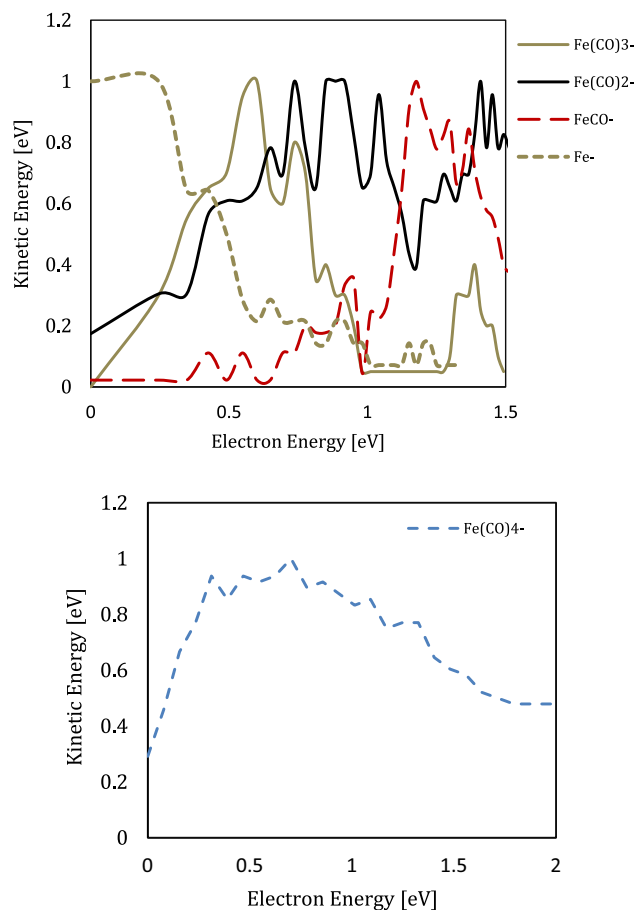 1.2
1
0.8
0.6
0.4
0.2
0
Kinetic Energy [eV]
0 0.5 1 1.5
Electron Energy [eV]
Fe(CO)3-
Fe(CO)2-
FeCO-
Fe-
1.2
1
0.8
0.6
0.4
0.2
0
Kinetic Energy [eV]
Fe(CO)4-
0 0.5 1 1.5 2
Electron Energy [eV]